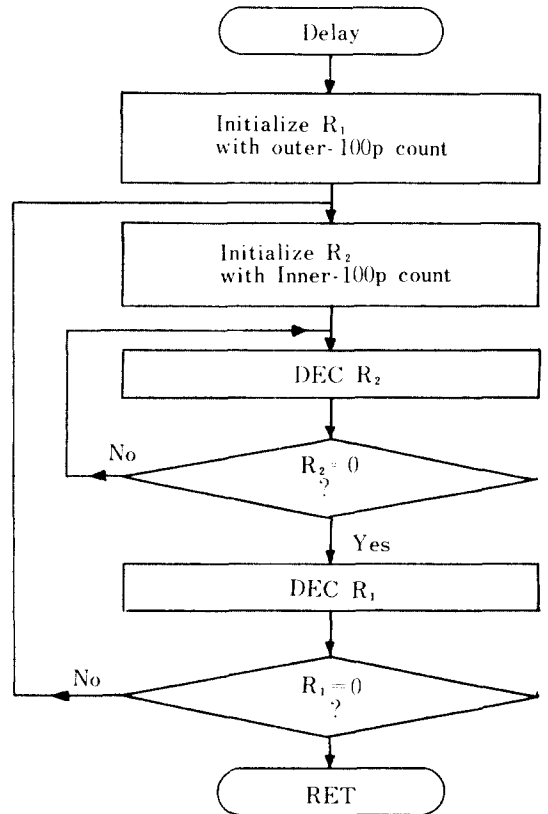 Delay
Initialize R₁
with outer-100p count
Initialize R₂
with Inner-100p count
DEC R₂
No
R₂=0
?
Yes
DEC R₁
No
R₁=0
?
RET